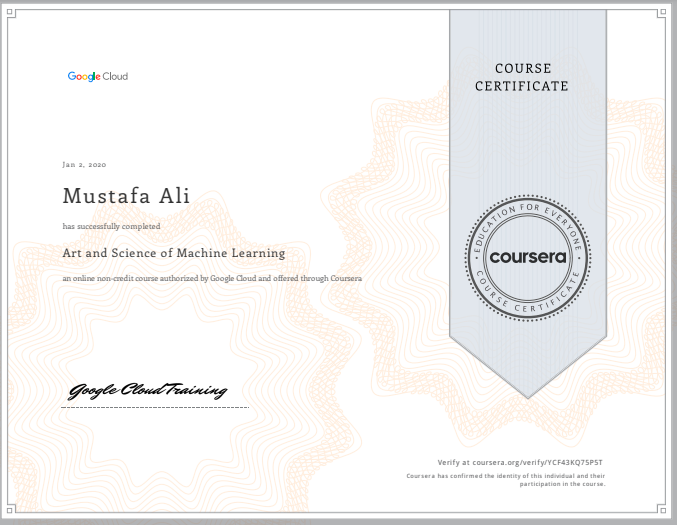 Google Cloud
COURSE
CERTIFICATE
Jan 2, 2020
Mustafa Ali
has successfully completed
Art and Science of Machine Learning
an online non-credit course authorized by Google Cloud and offered through Coursera
EDUCATION FOR EVERYONE
coursera
COURSE CERTIFICATE
Google Cloud Training
Verify at coursera.org/verify/YCF43KQ75P5T
Coursera has confirmed the identity of this individual and their
participation in the course.